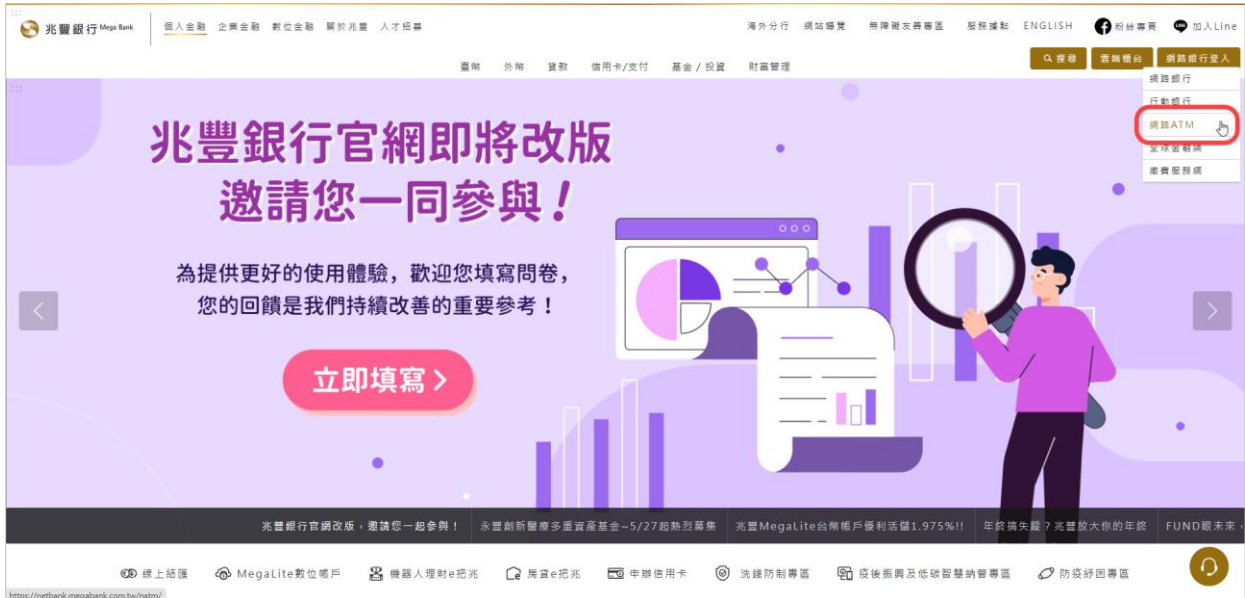 兆豐銀行 Mega Bank
個人金融 企業金融 數位金融 關於兆豐 人才招募
海外分行 網站導覽 無障礙友善專區 服務據點 ENGLISH 粉絲專頁 加入Line
搜尋 雲端櫃台 網路銀行登入
臺幣 外幣 貸款 信用卡/支付 基金/投資 財富管理
網路銀行
行動銀行
網路ATM
全球金融網
繳費服務網
兆豐銀行官網即將改版
邀請您一同參與!
為提供更好的使用體驗，歡迎您填寫問卷，
您的回饋是我們持續改善的重要參考！
立即填寫
兆豐銀行官網改版，邀請您一起參與！ 永豐創新醫療多重資產基金~5/27起熱烈募集 兆豐MegaLite台幣帳戶優利活儲1.975%!! 年終搞失蹤？兆豐放大你的年終 FUND眼未來，
線上結匯 MegaLite數位帳戶 機器人理財e把兆 房貸e把兆 申辦信用卡 洗錢防制專區 疫後振興及低碳智慧納管專區 防疫紓困專區
https://netbank.megabank.com.tw/natm/